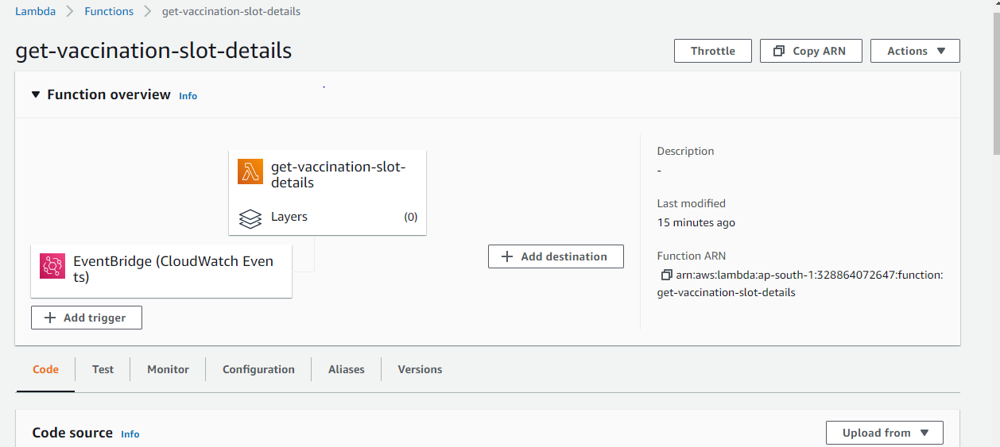 Lambda > Functions > get-vaccination-slot-details
get-vaccination-slot-details
Throttle
Copy ARN
Actions ▼
▼ Function overview Info
get-vaccination-slot-
details
Layers (0)
EventBridge (CloudWatch Even
ts)
+ Add trigger
+ Add destination
Description
-
Last modified
15 minutes ago
Function ARN
arn:aws:lambda:ap-south-1:328864072647:function:
get-vaccination-slot-details
Code Test Monitor Configuration Aliases Versions
Code source Info
Upload from ▼